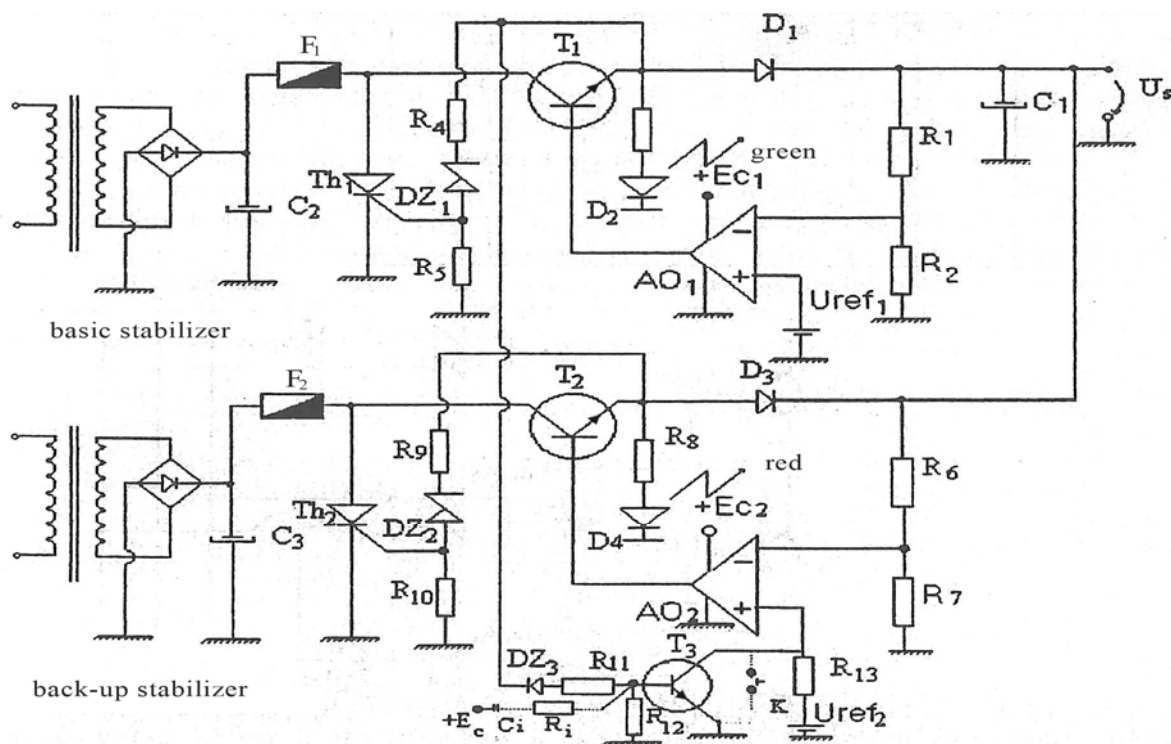 F1
T1
D1
Us
R4
C1
R1
green
+Ec1
Th1
DZ1
C2
D2
R2
R5
AO1
Uref1
basic stabilizer
F2
T2
D3
R8
R9
red
R6
+Ec2
Th2
DZ2
C3
D4
R7
R10
AO2
T3
DZ3
R11
R13
back-up stabilizer
K
+Ec
Ci
Ri
R12
Uref2